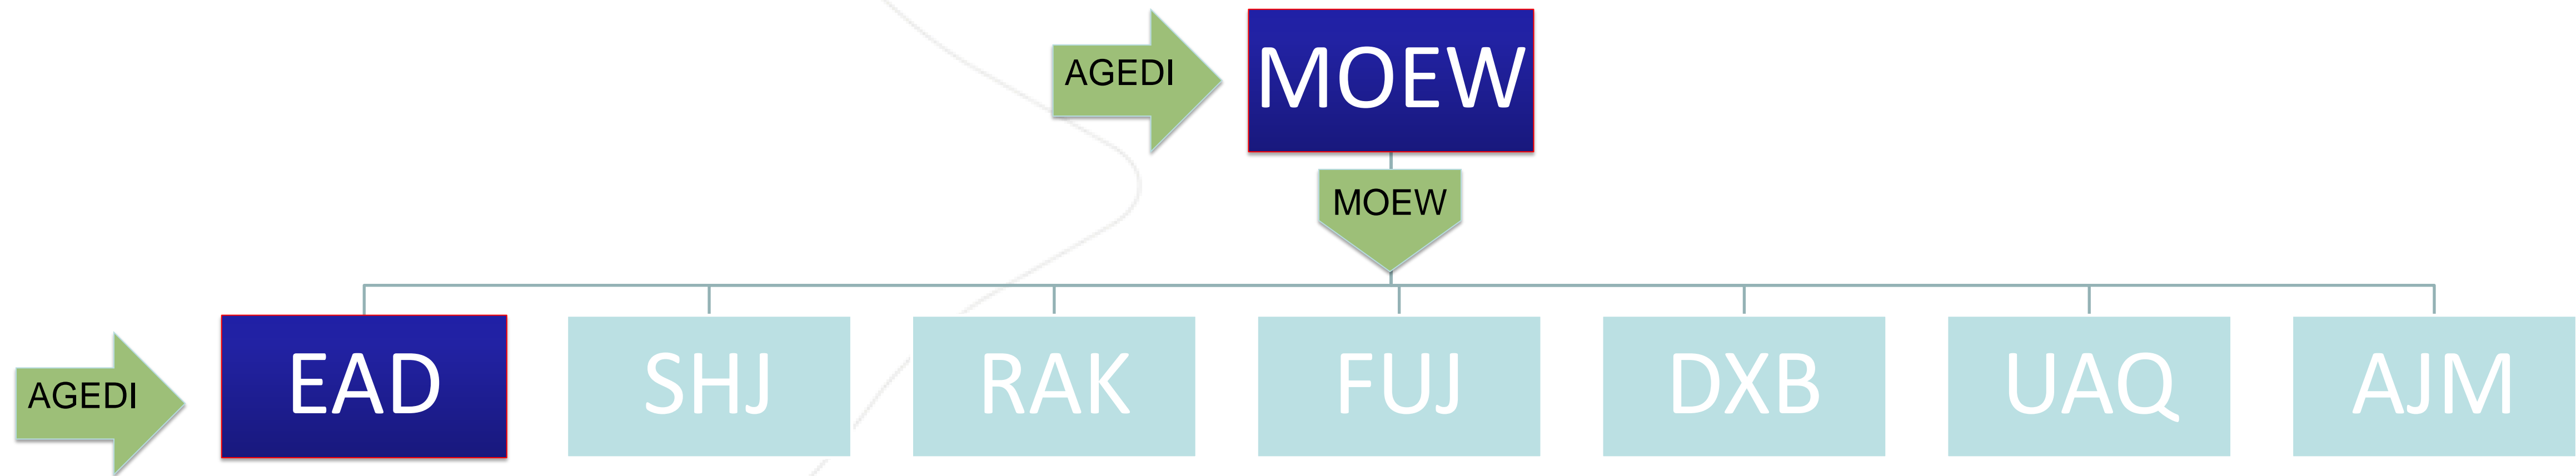 AGEDI
MOEW
MOEW
AGEDI
EAD
SHJ
RAK
FUJ
DXB
UAQ
AJM